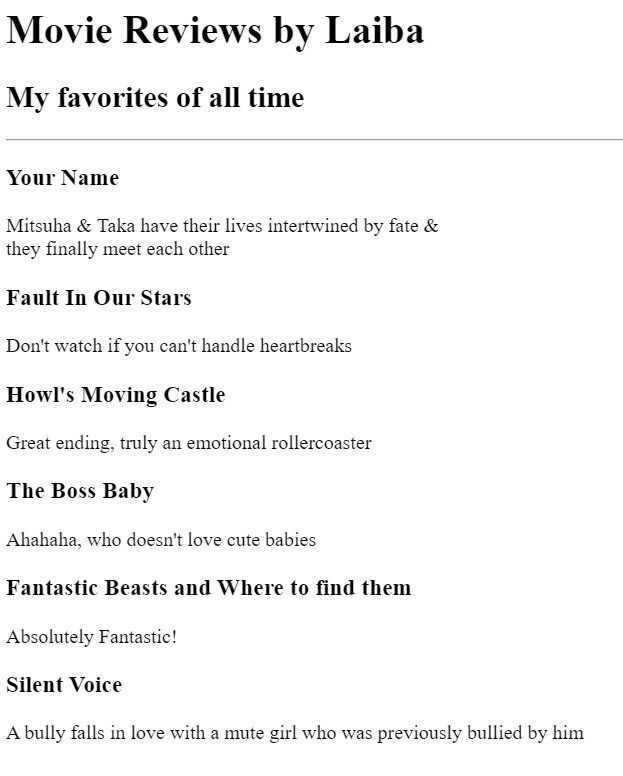 Movie Reviews by Laiba
My favorites of all time
Your Name
Mitsuha & Taka have their lives intertwined by fate &
they finally meet each other
Fault In Our Stars
Don't watch if you can't handle heartbreaks
Howl's Moving Castle
Great ending, truly an emotional rollercoaster
The Boss Baby
Ahahaha, who doesn't love cute babies
Fantastic Beasts and Where to find them
Absolutely Fantastic!
Silent Voice
A bully falls in love with a mute girl who was previously bullied by him